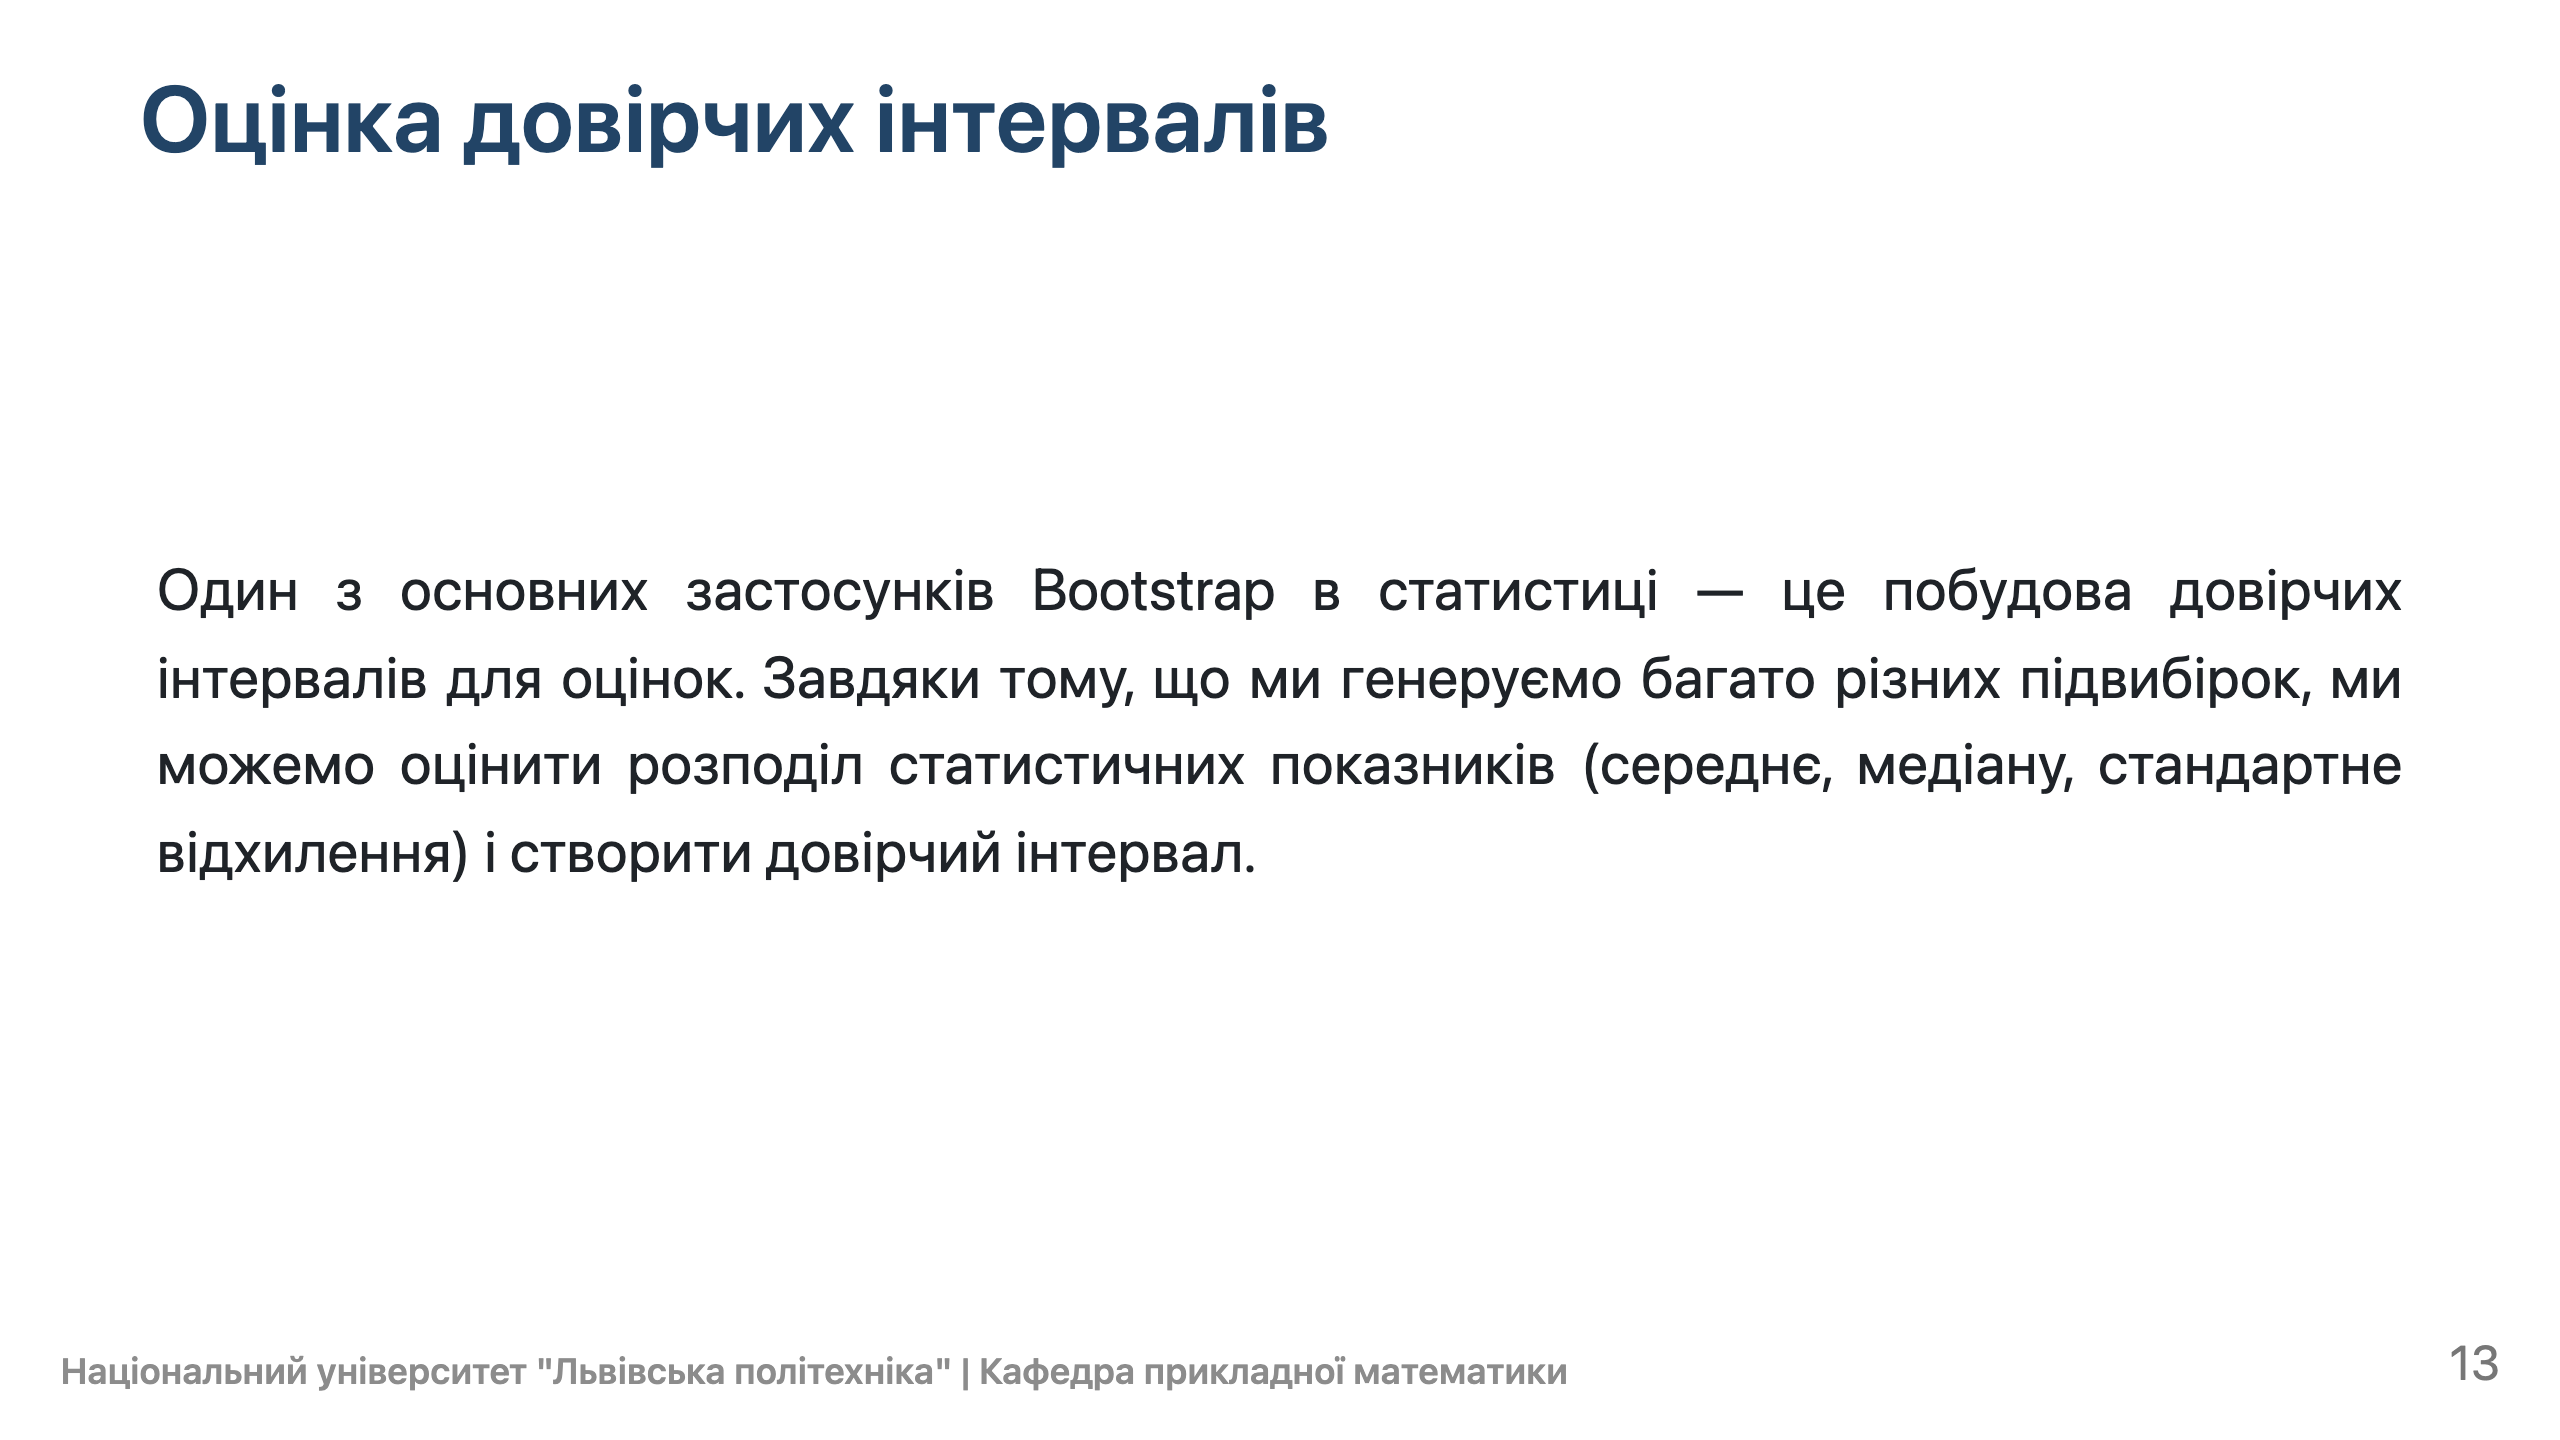 Оцінка довірчих інтервалів
Один з основних застосунків Bootstrap в статистиці — це побудова довірчих
інтервалів для оцінок. Завдяки тому, що ми генеруємо багато різних підвибірок, ми
можемо оцінити розподіл статистичних показників (середнє, медіану, стандартне
відхилення) і створити довірчий інтервал.
Національний університет "Львівська політехніка" | Кафедра прикладної математики
13